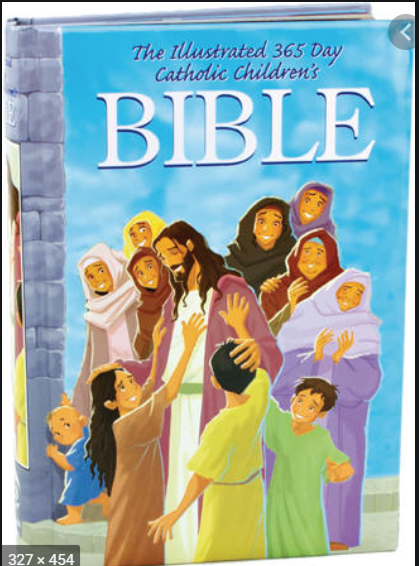 The Illustrated 365 Day
Catholic Children's
BIBLE
327 × 454